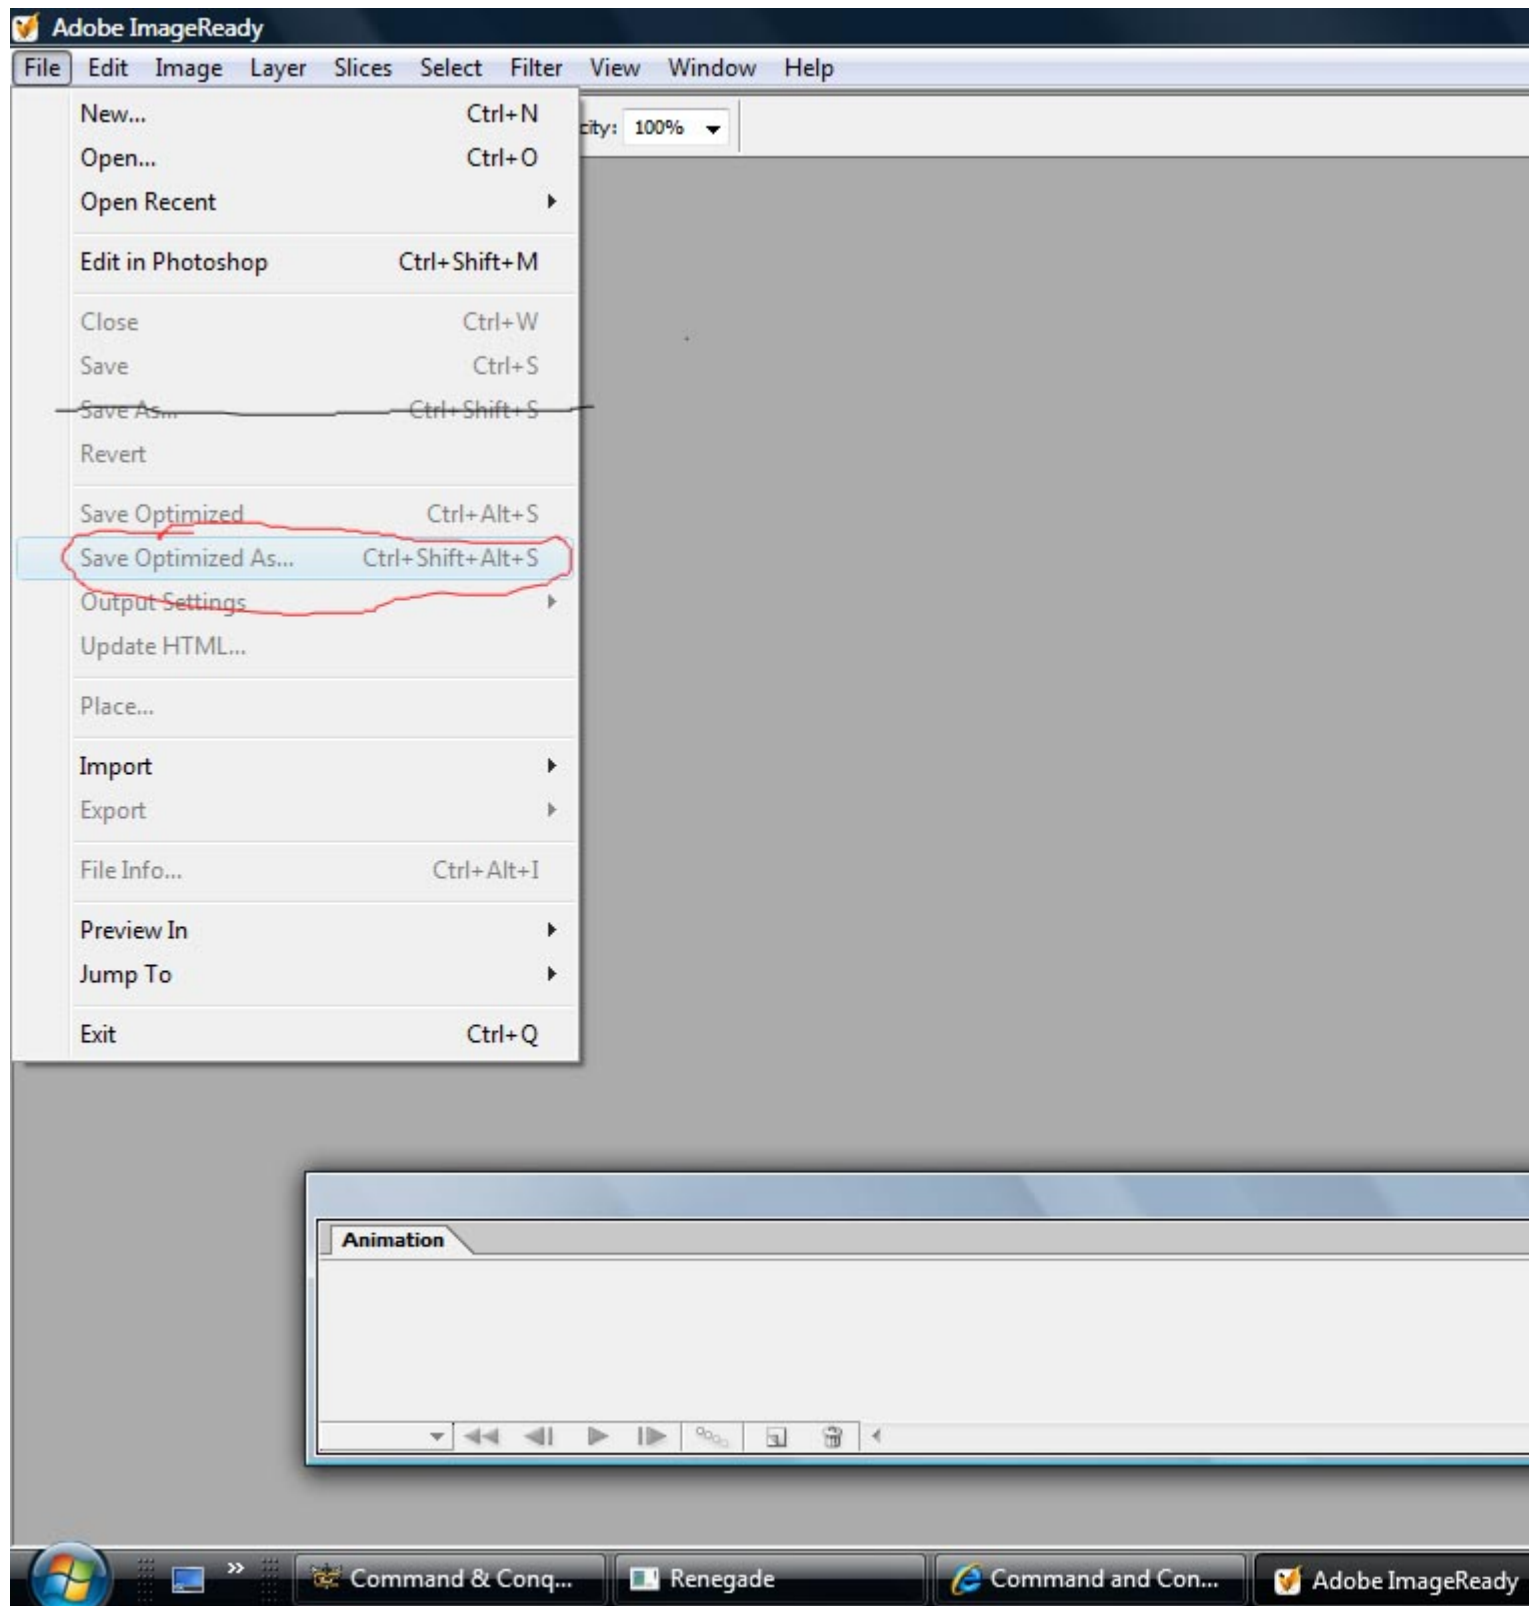 Adobe ImageReady
File Edit Image Layer Slices Select Filter View Window Help
New... Ctrl+N
city: 100%
Open... Ctrl+O
Open Recent
Edit in Photoshop Ctrl+Shift+M
Close Ctrl+W
Save Ctrl+S
Save As... Ctrl+Shift+S
Revert
Save Optimized Ctrl+Alt+S
Save Optimized As... Ctrl+Shift+Alt+S
Output Settings
Update HTML...
Place...
Import
Export
File Info... Ctrl+Alt+I
Preview In
Jump To
Exit Ctrl+Q
Animation
Command & Conq... Renegade Command and Con... Adobe ImageReady